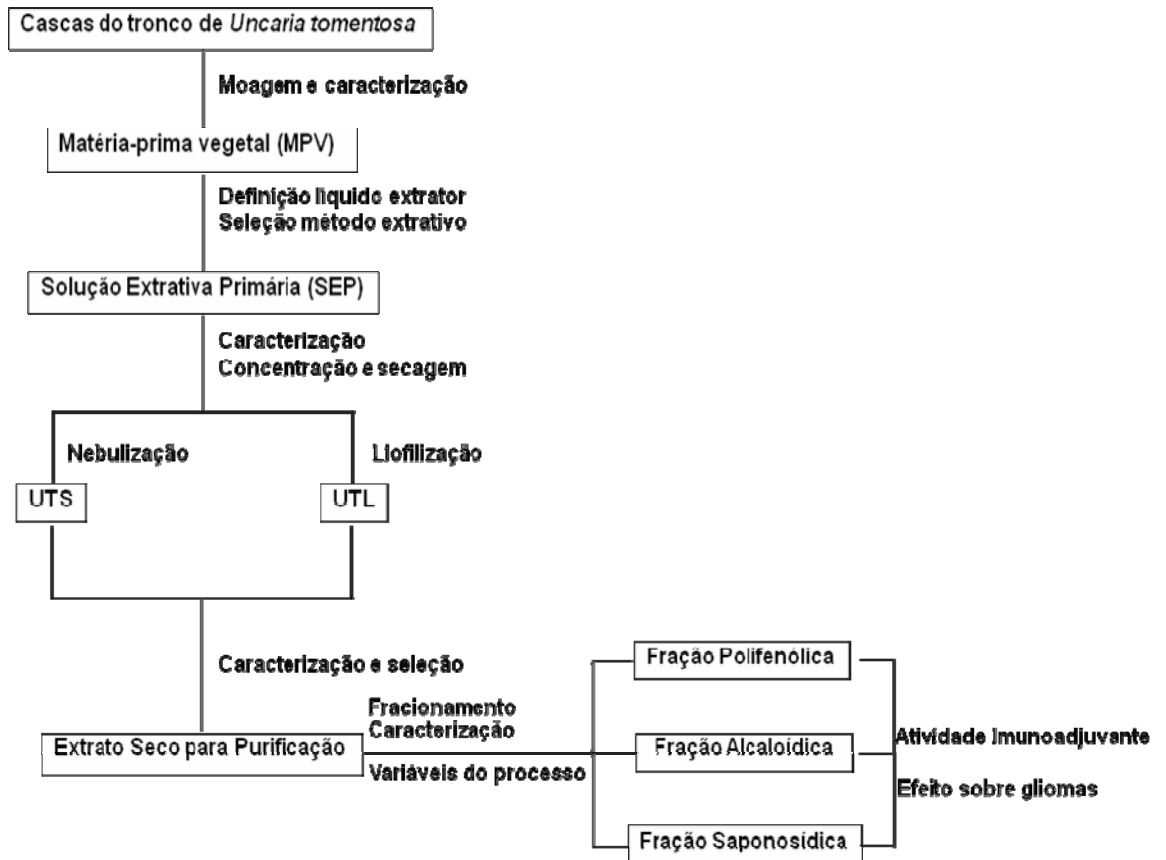 Cascas do tronco de Uncaria tomentosa
Moagem e caracterização
Matéria-prima vegetal (MPV)
Definição líquido extrator
Seleção método extrativo
Solução Extrativa Primária (SEP)
Caracterização
Concentração e secagem
Nebulização
Liofilização
UTS
UTL
Caracterização e seleção
Fracionamento
Caracterização
Extrato Seco para Purificação
Variáveis do processo
Fração Polifenólica
Fração Alcaloídica
Fração Saponosídica
Atividade Imunoadjuvante
Efeito sobre gliomas